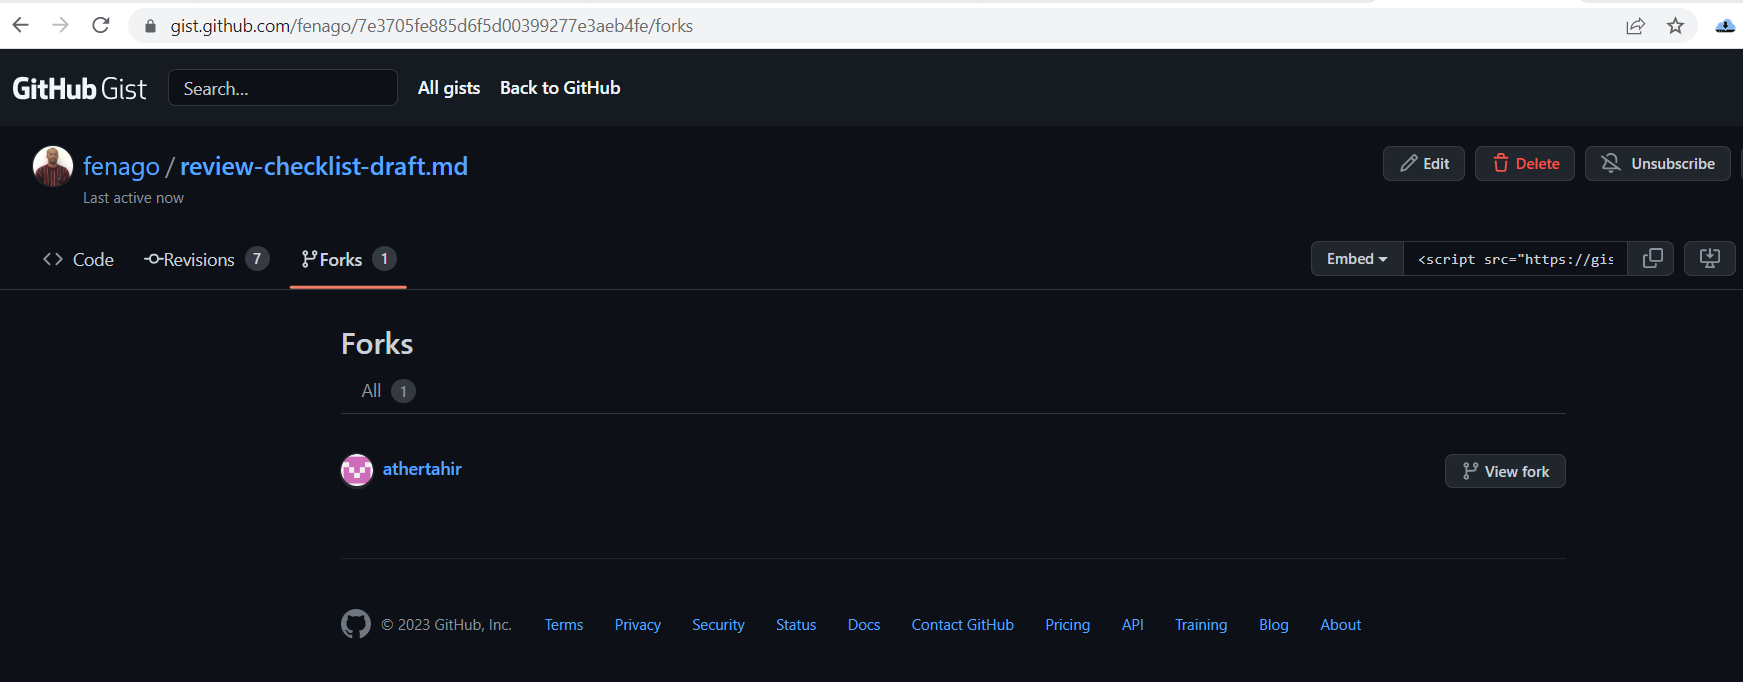 gist.github.com/fenago/7e3705fe885d6f5d00399277e3aeb4fe/forks
GitHub Gist Search... All gists Back to GitHub
fenago / review-checklist-draft.md Edit Delete Unsubscribe
Last active now
Code Revisions 7 Forks 1 Embed <script src="https://gis
Forks
All 1
athertahir View fork
© 2023 GitHub, Inc. Terms Privacy Security Status Docs Contact GitHub Pricing API Training Blog About